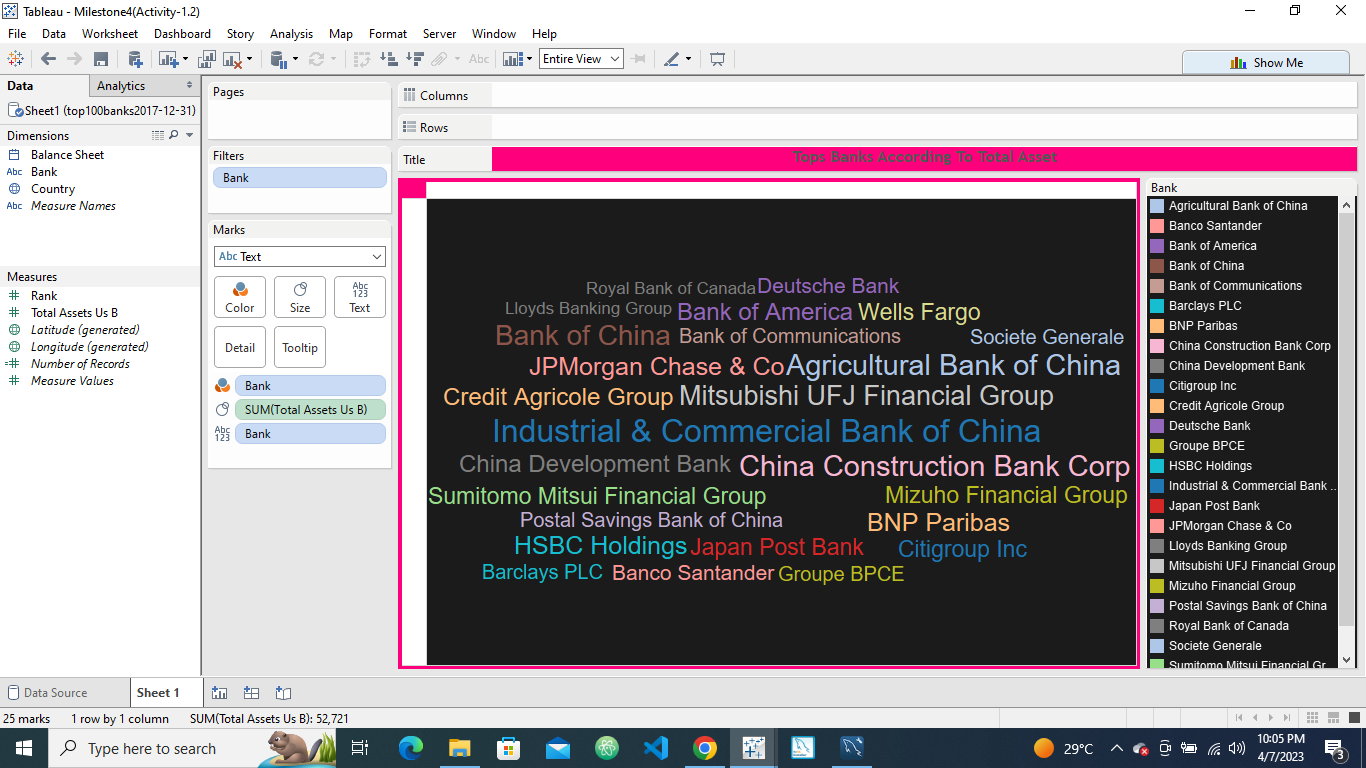 Tableau - Milestone4(Activity-1.2)
File Data Worksheet Dashboard Story Analysis Map Format Server Window Help
Abc Entire View Show Me
Data Analytics
Sheet1 (top100banks2017-12-31)
Dimensions
Balance Sheet
Abc Bank
Country
Abc Measure Names
Measures
Rank
Total Assets Us B
Latitude (generated)
Longitude (generated)
Number of Records
Measure Values
Pages
Filters
Bank
Marks
Abc Text
Color Size Abc 123 Text
Detail Tooltip
Bank
SUM(Total Assets Us B)
Abc 123 Bank
Columns
Rows
Title Tops Banks According To Total Asset
Royal Bank of Canada Deutsche Bank
Lloyds Banking Group Bank of America Wells Fargo
Bank of China Bank of Communications Societe Generale
JPMorgan Chase & Co Agricultural Bank of China
Credit Agricole Group Mitsubishi UFJ Financial Group
Industrial & Commercial Bank of China
China Development Bank China Construction Bank Corp
Sumitomo Mitsui Financial Group Mizuho Financial Group
Postal Savings Bank of China BNP Paribas
HSBC Holdings Japan Post Bank Citigroup Inc
Barclays PLC Banco Santander Groupe BPCE
Bank
Agricultural Bank of China
Banco Santander
Bank of America
Bank of China
Bank of Communications
Barclays PLC
BNP Paribas
China Construction Bank Corp
China Development Bank
Citigroup Inc
Credit Agricole Group
Deutsche Bank
Groupe BPCE
HSBC Holdings
Industrial & Commercial Bank ..
Japan Post Bank
JPMorgan Chase & Co
Lloyds Banking Group
Mitsubishi UFJ Financial Group
Mizuho Financial Group
Postal Savings Bank of China
Royal Bank of Canada
Societe Generale
Sumitomo Mitsui Financial Gr
Data Source Sheet 1
25 marks 1 row by 1 column SUM(Total Assets Us B): 52,721
Type here to search 29°C 10:05 PM
4/7/2023 3